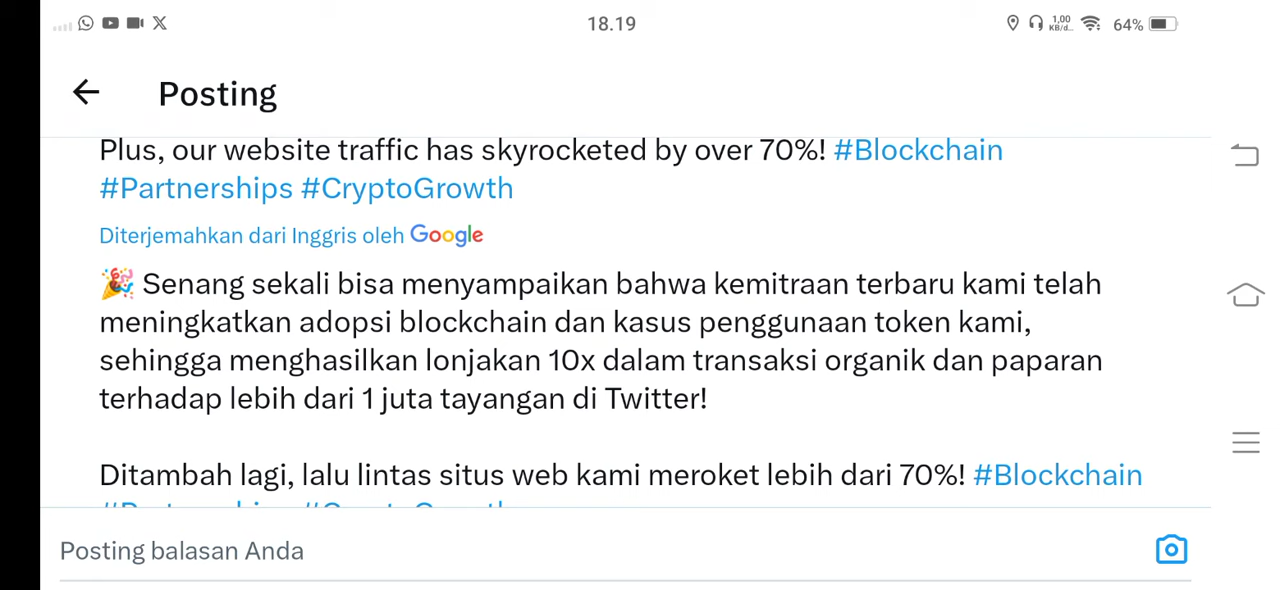 18.19
1,00
KB/d...
64%
Posting
Plus, our website traffic has skyrocketed by over 70%! #Blockchain
#Partnerships #CryptoGrowth
Diterjemahkan dari Inggris oleh Google
🎉 Senang sekali bisa menyampaikan bahwa kemitraan terbaru kami telah
meningkatkan adopsi blockchain dan kasus penggunaan token kami,
sehingga menghasilkan lonjakan 10x dalam transaksi organik dan paparan
terhadap lebih dari 1 juta tayangan di Twitter!
Ditambah lagi, lalu lintas situs web kami meroket lebih dari 70%! #Blockchain
Posting balasan Anda